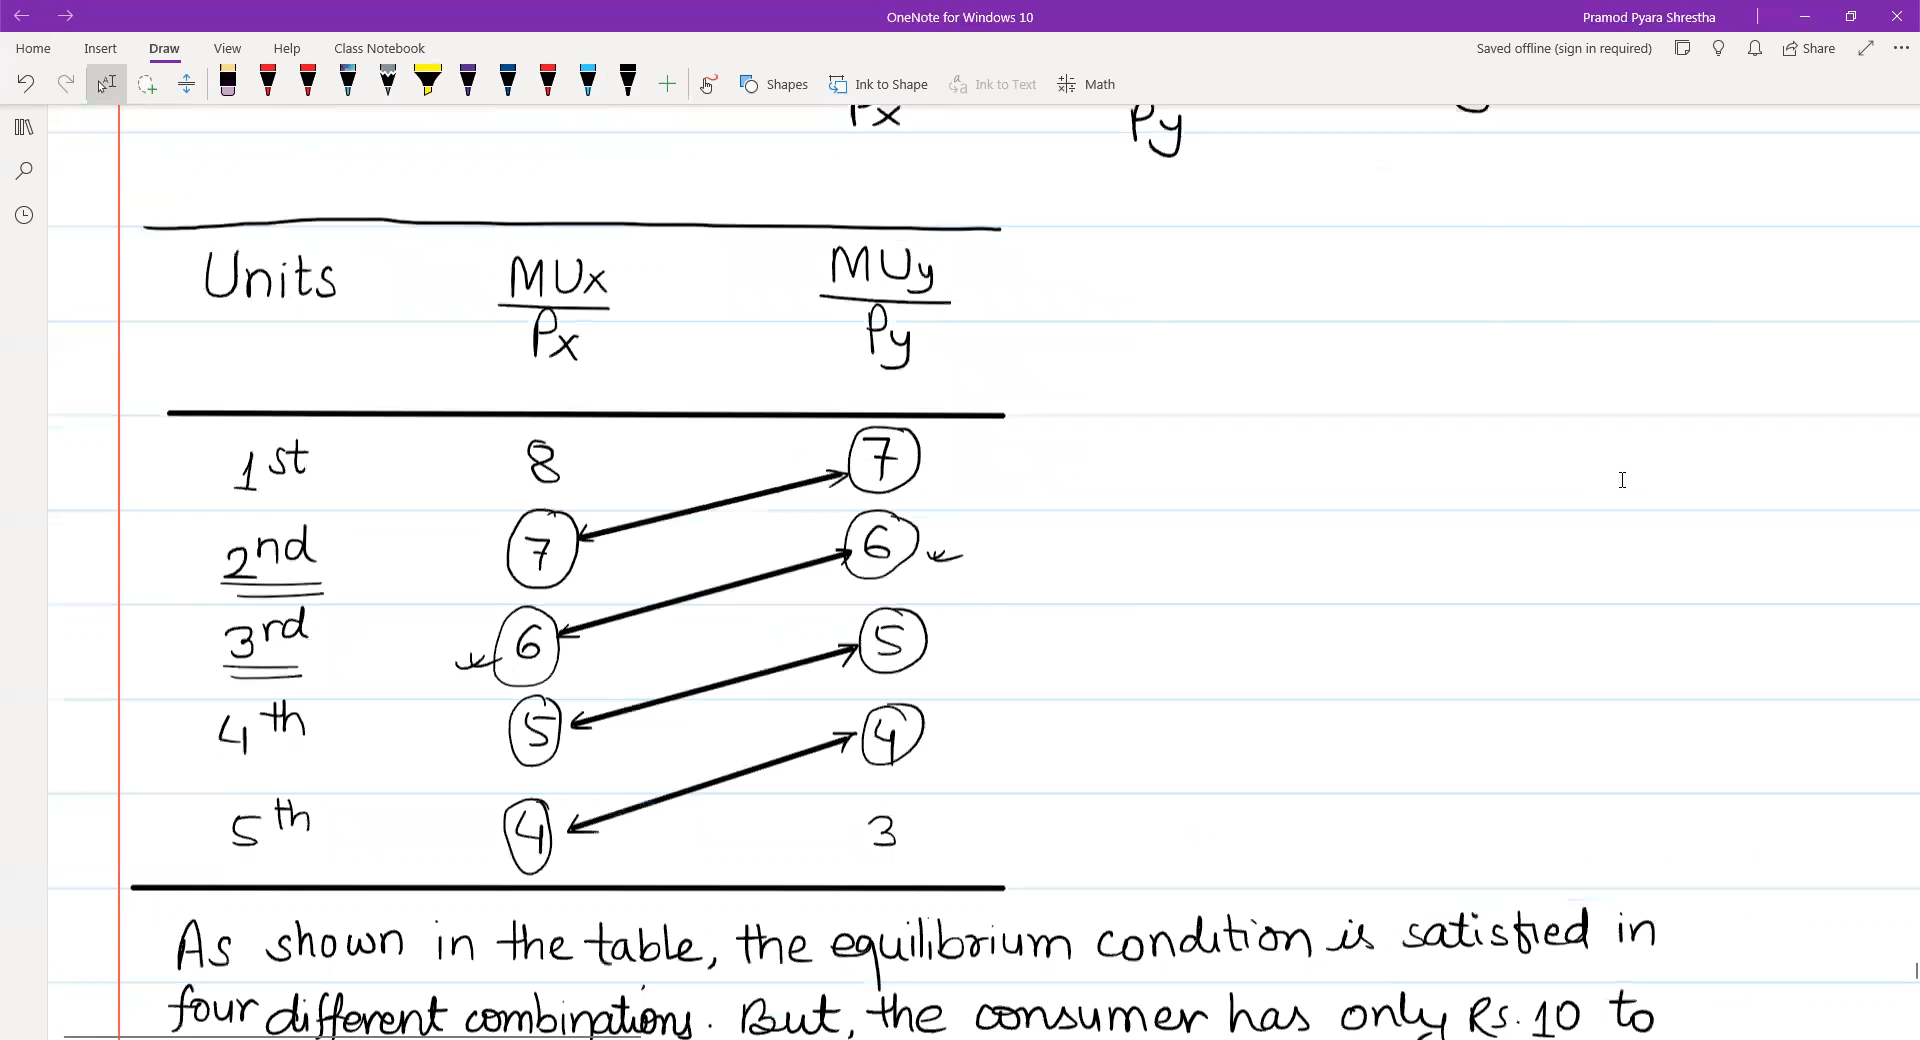 OneNote for Windows 10
Pramod Pyara Shrestha
Home Insert Draw View Help Class Notebook
Saved offline (sign in required) Share
Shapes Ink to Shape Ink to Text Math
Px Py
Units MUx/Px MUy/Py
1st 8 7
2nd 7 6
3rd 6 5
4th 5 4
5th 4 3
As shown in the table, the equilibrium condition is satisfied in
four different combinations. But, the consumer has only Rs. 10 to